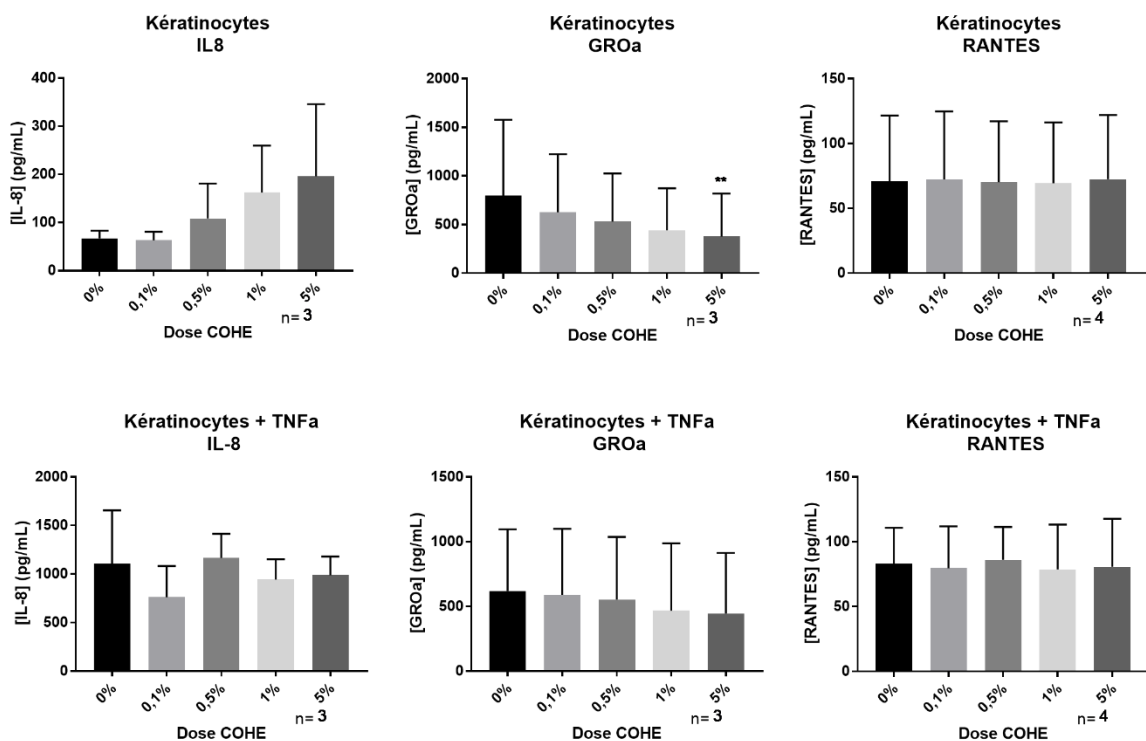 Kératinocytes
IL8
[IL-8] (pg/mL)
400
300
200
100
0
0%
0,1%
0,5%
1%
5%
n= 3
Dose COHE
Kératinocytes
GROa
[GROa] (pg/mL)
2000
1500
1000
500
0
**
0%
0,1%
0,5%
1%
5%
n= 3
Dose COHE
Kératinocytes
RANTES
[RANTES] (pg/mL)
150
100
50
0
0%
0,1%
0,5%
1%
5%
n= 4
Dose COHE
Kératinocytes + TNFa
IL-8
[IL-8] (pg/mL)
2000
1500
1000
500
0
0%
0,1%
0,5%
1%
5%
n= 3
Dose COHE
Kératinocytes + TNFa
GROa
[GROa] (pg/mL)
1500
1000
500
0
0%
0,1%
0,5%
1%
5%
n= 3
Dose COHE
Kératinocytes + TNFa
RANTES
[RANTES] (pg/mL)
150
100
50
0
0%
0,1%
0,5%
1%
5%
n= 4
Dose COHE